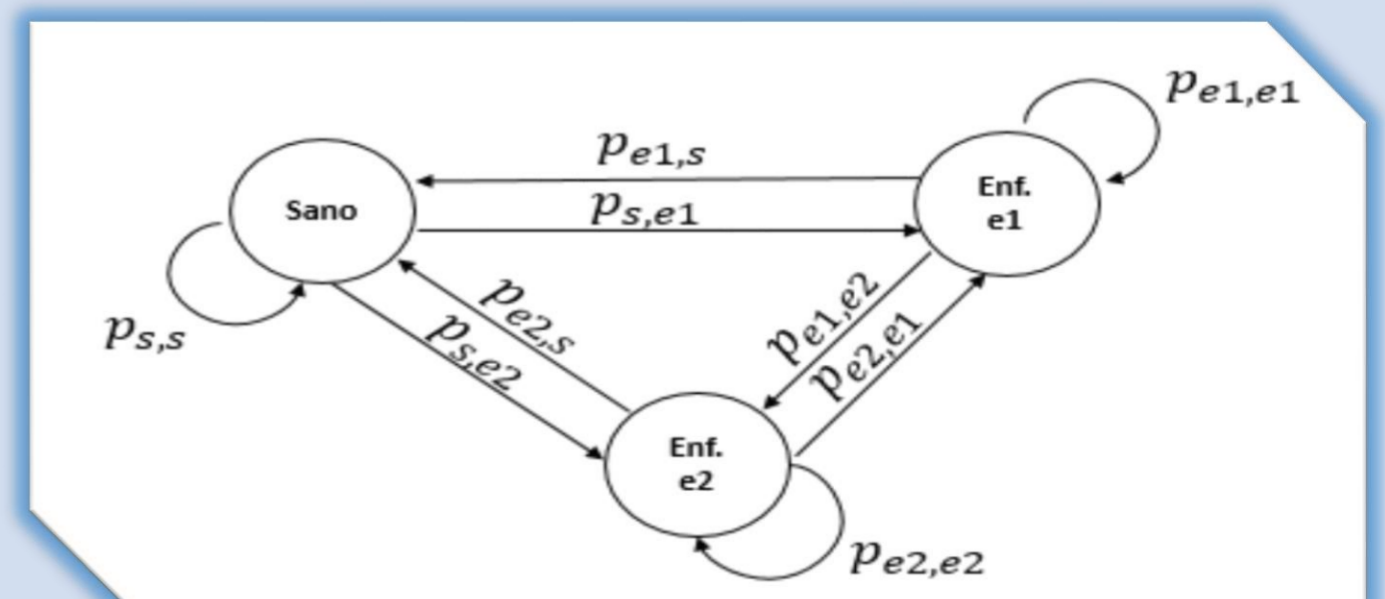 p_{e1,e1}
p_{e1,s}
Enf.
e1
Sano
p_{s,e1}
p_{e2,s}
p_{e1,e2}
p_{s,s}
p_{s,e2}
p_{e2,e1}
Enf.
e2
p_{e2,e2}